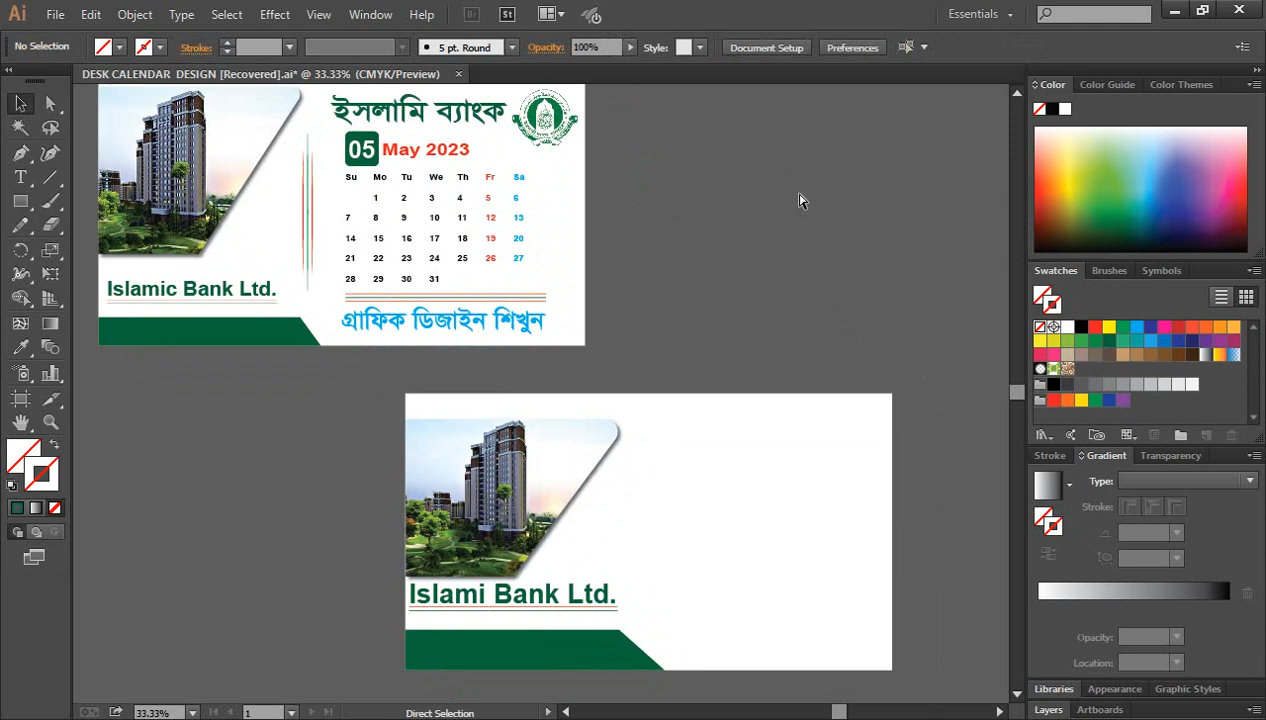 Ai File Edit Object Type Select Effect View Window Help Br St Essentials
No Selection Stroke: 5 pt. Round Opacity: 100% Style: Document Setup Preferences
DESK CALENDAR DESIGN [Recovered].ai* @ 33.33% (CMYK/Preview)
Color Color Guide Color Themes
ইসলামি ব্যাংক
05 May 2023
Su Mo Tu We Th Fr Sa
1 2 3 4 5 6
7 8 9 10 11 12 13
14 15 16 17 18 19 20
21 22 23 24 25 26 27
28 29 30 31
গ্রাফিক ডিজাইন শিখুন
Islamic Bank Ltd.
Islami Bank Ltd.
Swatches Brushes Symbols
Stroke Gradient Transparency
Type:
Stroke:
Opacity:
Location:
Libraries Appearance Graphic Styles
Layers Artboards
33.33% 1 Direct Selection